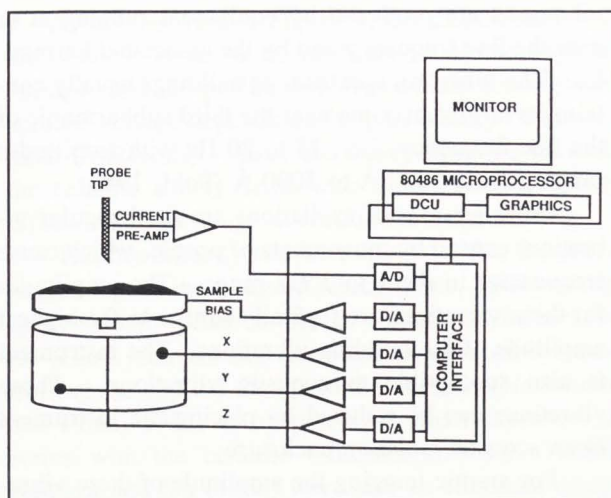 MONITOR
80486 MICROPROCESSOR
DCU
GRAPHICS
PROBE
TIP
CURRENT
PRE-AMP
A/D
SAMPLE
BIAS
D/A
X
D/A
Y
D/A
Z
D/A
COMPUTER
INTERFACE